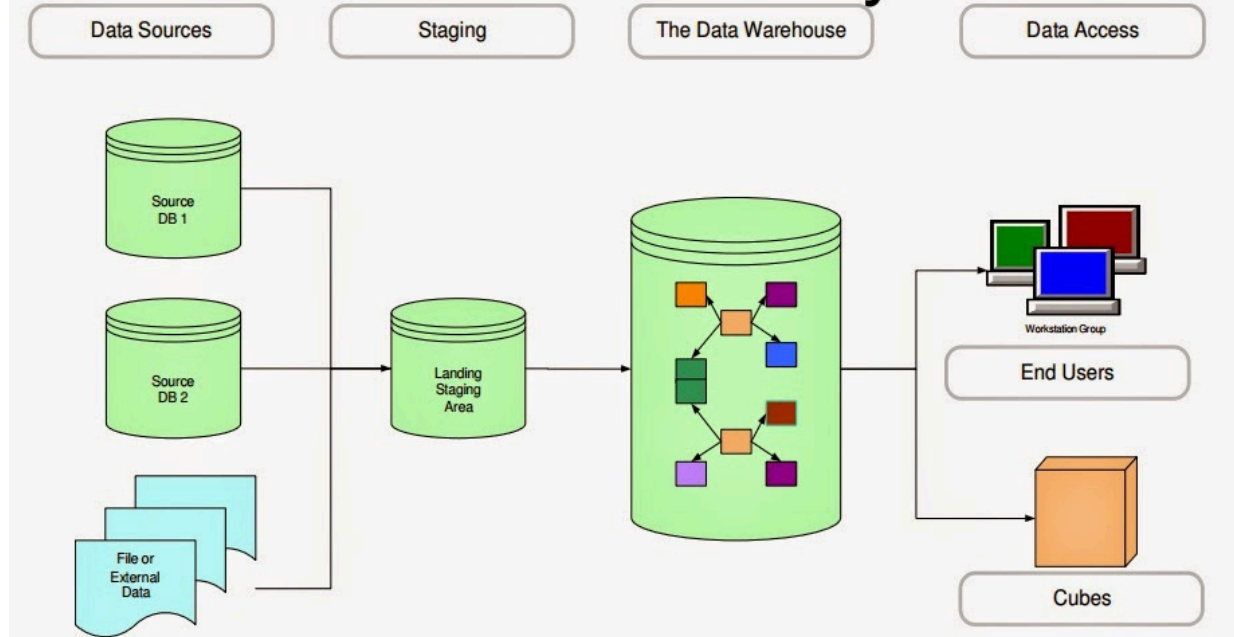 Data Sources
Staging
The Data Warehouse
Data Access
Source
DB 1
Source
DB 2
File or
External
Data
Landing
Staging
Area
Workstation Group
End Users
Cubes